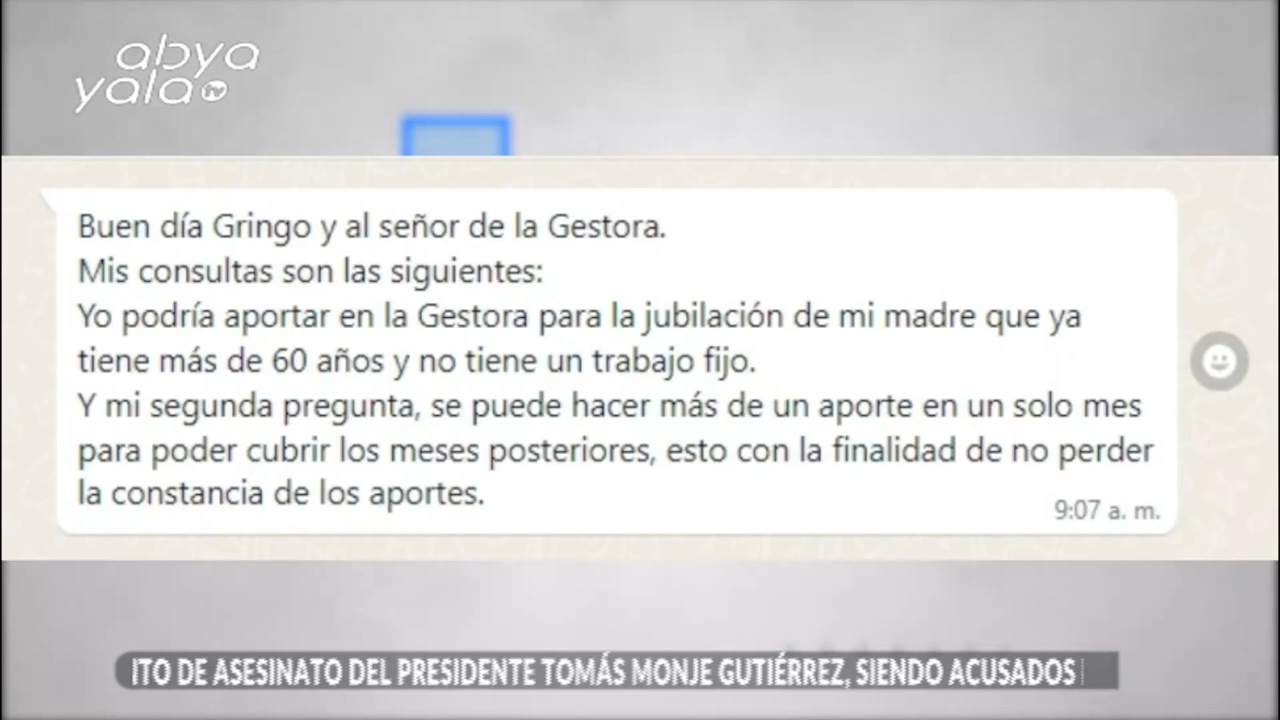 abya
yala tv
Buen día Gringo y al señor de la Gestora.
Mis consultas son las siguientes:
Yo podría aportar en la Gestora para la jubilación de mi madre que ya
tiene más de 60 años y no tiene un trabajo fijo.
Y mi segunda pregunta, se puede hacer más de un aporte en un solo mes
para poder cubrir los meses posteriores, esto con la finalidad de no perder
la constancia de los aportes.
9:07 a. m.
ITO DE ASESINATO DEL PRESIDENTE TOMÁS MONJE GUTIÉRREZ, SIENDO ACUSADOS